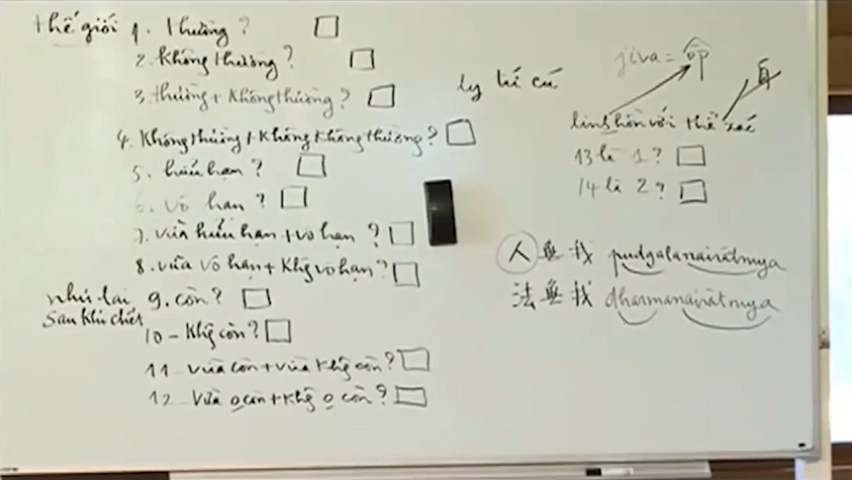 thế giới 1. Thường?
2. Không thường?
3. thường + không thường?
4. Không thường + không không thường?
5. hữu hạn?
6. vô hạn?
7. vừa hữu hạn + vô hạn?
8. vừa vô hạn + khg vô hạn?
như lai 9. còn?
sau khi chết
10 - Khg còn?
11 vừa còn + vừa khg còn?
12 vừa o còn + khg o còn?
ly tứ cú
jiva = 命
身
linh hồn với thể xác
13 là 1?
14 là 2?
人無我 pudgalanairātmya
法無我 dharmanairātmya